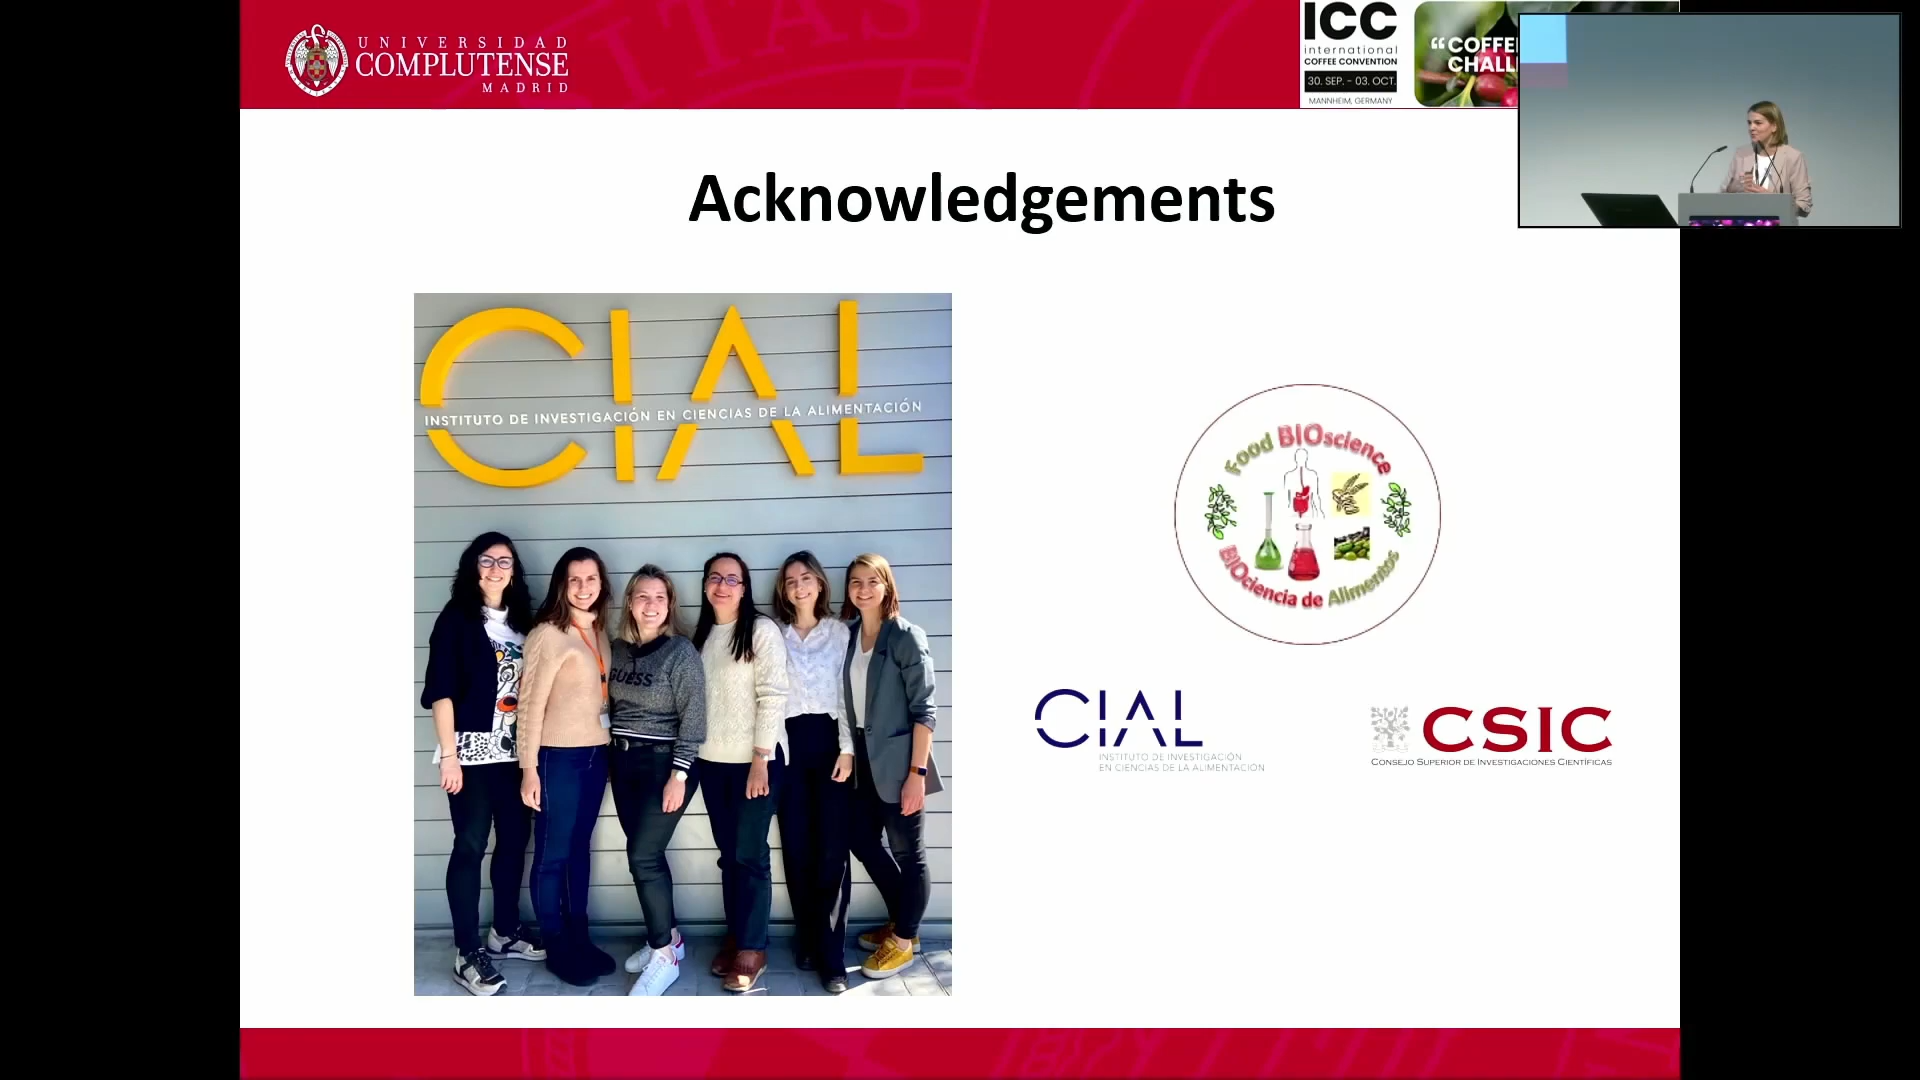 UNIVERSIDAD
COMPLUTENSE
MADRID
ICC
international
COFFEE CONVENTION
30. SEP. - 03. OCT.
MANNHEIM, GERMANY
“COFFE
CHALL
Acknowledgements
CIAL
INSTITUTO DE INVESTIGACIÓN EN CIENCIAS DE LA ALIMENTACIÓN
GUESS
Food BIOscience
BIOciencia de Alimentos
CIAL
INSTITUTO DE INVESTIGACIÓN
EN CIENCIAS DE LA ALIMENTACIÓN
CSIC
CONSEJO SUPERIOR DE INVESTIGACIONES CIENTÍFICAS